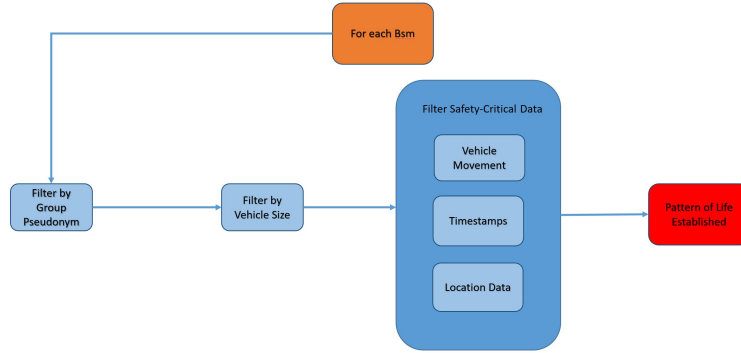 For each Bsm
Filter Safety-Critical Data
Vehicle
Movement
Filter by
Group
Pseudonym
Filter by
Vehicle Size
Timestamps
Pattern of Life
Established
Location Data